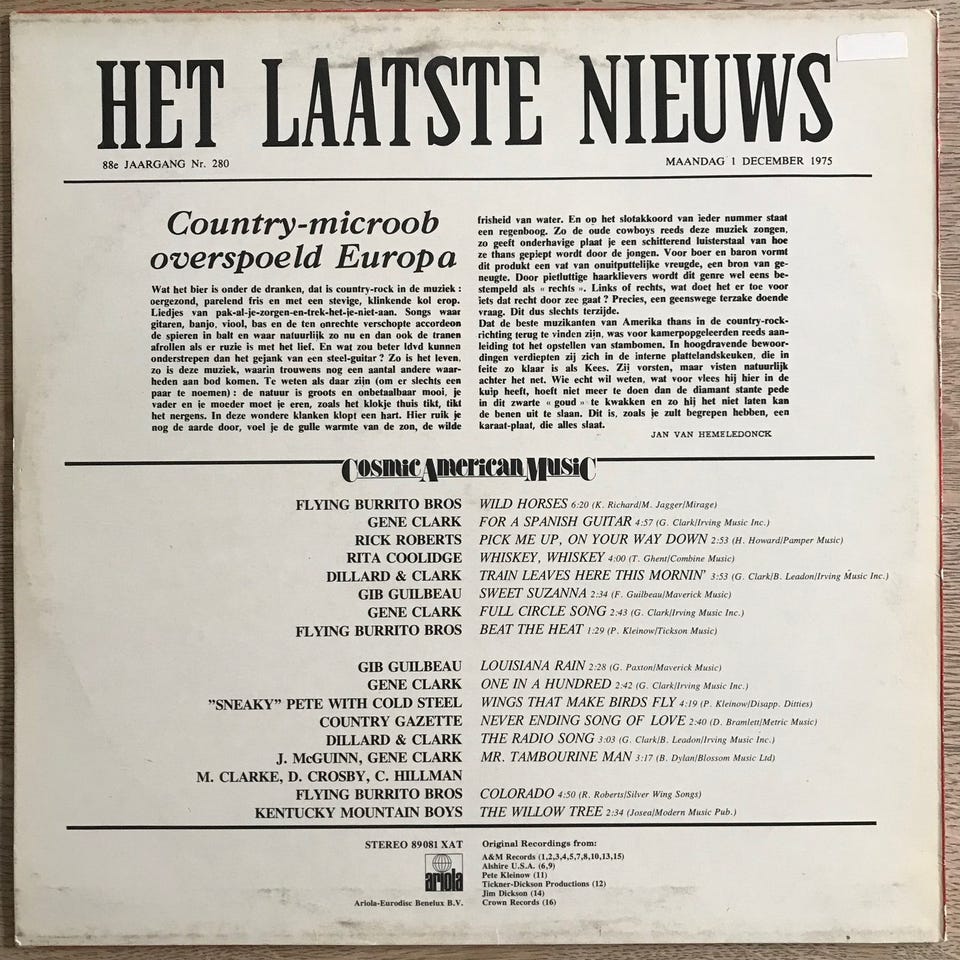 HET LAATSTE NIEUWS
88e JAARGANG Nr. 280
MAANDAG 1 DECEMBER 1975
Country-microob
overspoeld Europa
Wat het bier is onder de dranken, dat is country-rock in de muziek :
oergezond, parelend fris en met een stevige, klinkende kol erop.
Liedjes van pak-al-je-zorgen-en-trek-het-je-niet-aan. Songs waar
gitaren, banjo, viool, bas en de ten onrechte verschopte accordeon
de spieren in balt en waar natuurlijk zo nu en dan ook de tranen
afrollen als er ruzie is met het lief. En wat zou beter ldvd kunnen
onderstrepen dan het gejank van een steel-guitar ? Zo is het leven,
zo is deze muziek, waarin trouwens nog een aantal andere waar-
heden aan bod komen. Te weten als daar zijn (om er slechts een
paar te noemen) : de natuur is groots en onbetaalbaar mooi, je
vader en je moeder moet je eren, zoals het klokje thuis tikt, tikt
het nergens. In deze wondere klanken klopt een hart. Hier ruik je
nog de aarde door, voel je de gulle warmte van de zon, de wilde
frisheid van water. En op het slotakkoord van ieder nummer staat
een regenboog. Zo de oude cowboys reeds deze muziek zongen,
zo geeft onderhavige plaat je een schitterend luisterstaal van hoe
ze thans gepiept wordt door de jongen. Voor boer en baron vormt
dit produkt een vat van onuitputtelijke vreugde, een bron van ge-
neugte. Door pietluttige haarklievers wordt dit genre wel eens be-
stempeld als « rechts ». Links of rechts, wat doet het er toe voor
iets dat recht door zee gaat ? Precies, een geenswege terzake doende
vraag. Dit dus slechts terzijde.
Dat de beste muzikanten van Amerika thans in de country-rock-
richting terug te vinden zijn, was voor kamerpopgeleerden reeds aan-
leiding tot het opstellen van stambomen. In hoogdravende bewoor-
dingen verdiepten zij zich in de interne plattelandskeuken, die in
feite zo klaar is als Kees. Zij vorsten, maar visten natuurlijk
achter het net. Wie echt wil weten, wat voor vlees hij hier in de
kuip heeft, hoeft niet meer te doen dan de diamant stante pede
in dit zwarte « goud » te kwakken en zo hij het niet laten kan
de benen uit te slaan. Dit is, zoals je zult begrepen hebben, een
karaat-plaat, die alles slaat.
JAN VAN HEMELEDONCK
COSMIC AMERICAN MUSIC
FLYING BURRITO BROS WILD HORSES 6:20 (K. Richard/M. Jagger/Mirage)
GENE CLARK FOR A SPANISH GUITAR 4:57 (G. Clark/Irving Music Inc.)
RICK ROBERTS PICK ME UP, ON YOUR WAY DOWN 2:53 (H. Howard/Pamper Music)
RITA COOLIDGE WHISKEY, WHISKEY 4:00 (T. Ghent/Combine Music)
DILLARD & CLARK TRAIN LEAVES HERE THIS MORNIN' 3:53 (G. Clark/B. Leadon/Irving Music Inc.)
GIB GUILBEAU SWEET SUZANNA 2:34 (F. Guilbeau/Maverick Music)
GENE CLARK FULL CIRCLE SONG 2:43 (G. Clark/Irving Music Inc.)
FLYING BURRITO BROS BEAT THE HEAT 1:29 (P. Kleinow/Tickson Music)
GIB GUILBEAU LOUISIANA RAIN 2:28 (G. Paxton/Maverick Music)
GENE CLARK ONE IN A HUNDRED 2:42 (G. Clark/Irving Music Inc.)
"SNEAKY" PETE WITH COLD STEEL WINGS THAT MAKE BIRDS FLY 4:19 (P. Kleinow/Disapp. Ditties)
COUNTRY GAZETTE NEVER ENDING SONG OF LOVE 2:40 (D. Bramlett/Metric Music)
DILLARD & CLARK THE RADIO SONG 3:03 (G. Clark/B. Leadon/Irving Music Inc.)
J. McGUINN, GENE CLARK MR. TAMBOURINE MAN 3:17 (B. Dylan/Blossom Music Ltd)
M. CLARKE, D. CROSBY, C. HILLMAN
FLYING BURRITO BROS COLORADO 4:50 (R. Roberts/Silver Wing Songs)
KENTUCKY MOUNTAIN BOYS THE WILLOW TREE 2:34 (Josea/Modern Music Pub.)
STEREO 89081 XAT
ariola
Ariola-Eurodisc Benelux B.V.
Original Recordings from:
A&M Records (1,2,3,4,5,7,8,10,13,15)
Alshire U.S.A. (6,9)
Pete Kleinow (11)
Tickner-Dickson Productions (12)
Jim Dickson (14)
Crown Records (16)